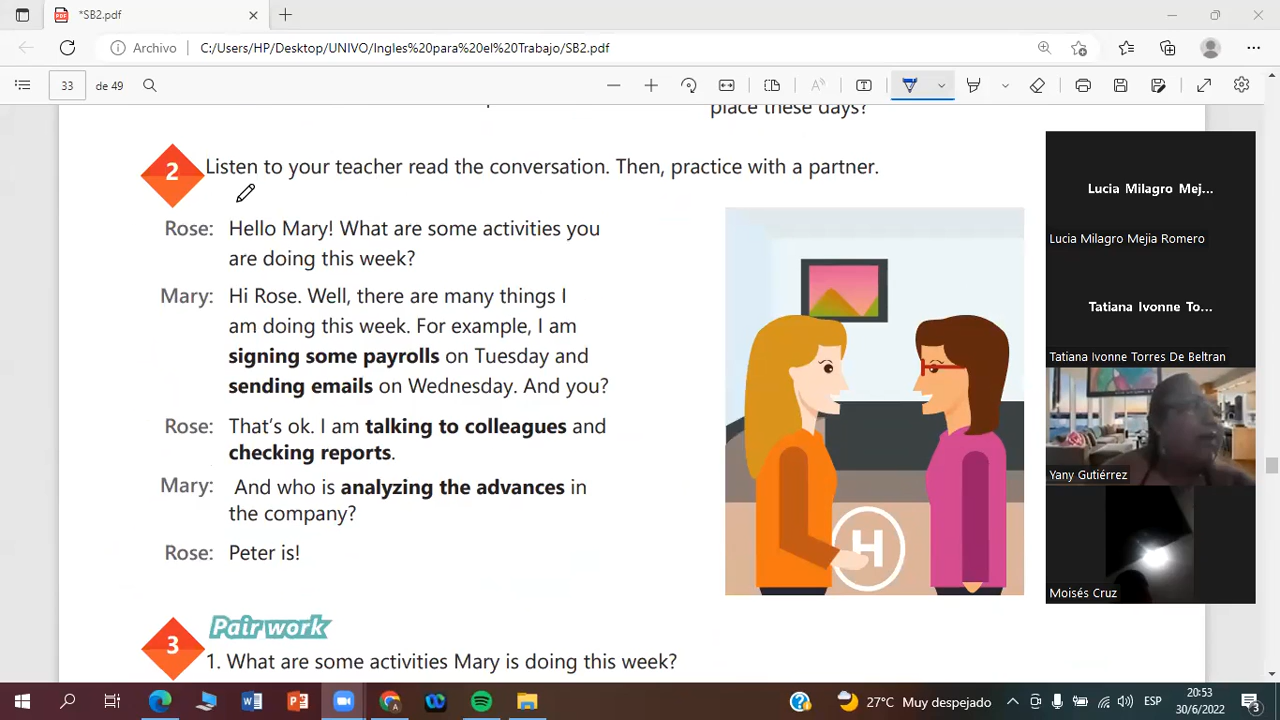 *SB2.pdf
Archivo
C:/Users/HP/Desktop/UNIVO/Ingles%20para%20el%20Trabajo/SB2.pdf
33
de 49
place these days?
2
Listen to your teacher read the conversation. Then, practice with a partner.
Rose: Hello Mary! What are some activities you
are doing this week?
Mary: Hi Rose. Well, there are many things I
am doing this week. For example, I am
signing some payrolls on Tuesday and
sending emails on Wednesday. And you?
Rose: That's ok. I am talking to colleagues and
checking reports.
Mary: And who is analyzing the advances in
the company?
Rose: Peter is!
H
3
Pair work
1. What are some activities Mary is doing this week?
Lucia Milagro Mej...
Lucia Milagro Mejia Romero
Tatiana Ivonne To...
Tatiana Ivonne Torres De Beltran
Yany Gutiérrez
Moisés Cruz
27°C Muy despejado
ESP
20:53
30/6/2022
3